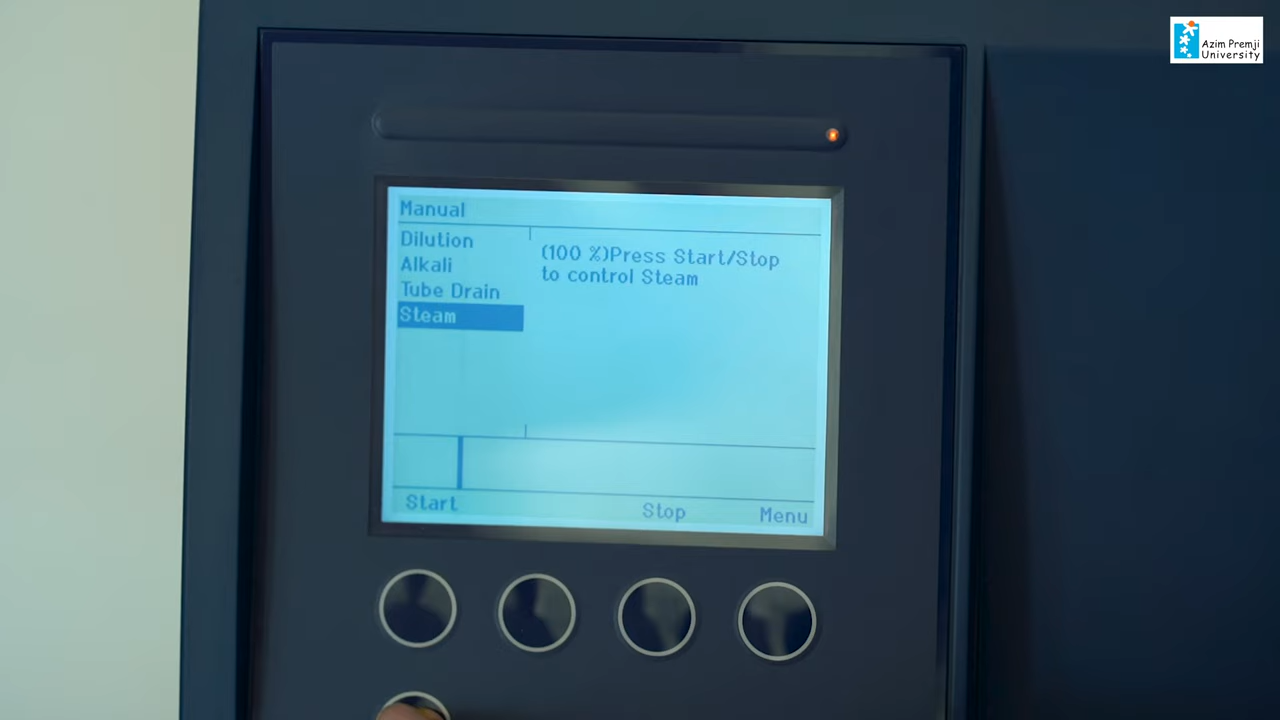 Azim Premji
University
Manual
Dilution
Alkali
Tube Drain
Steam
(100 %)Press Start/Stop
to control Steam
Start
Stop
Menu